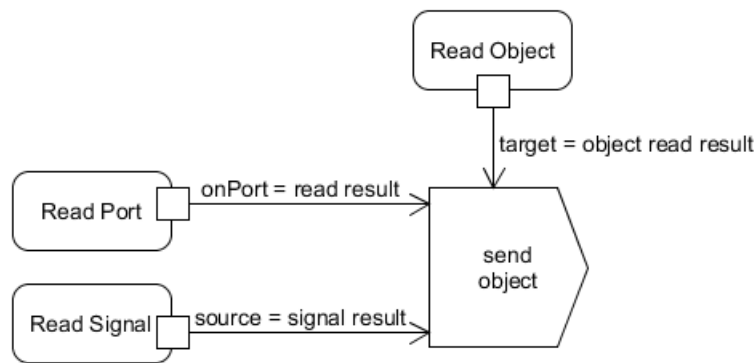 Read Object
target = object read result
onPort = read result
Read Port
send
object
Read Signal
source = signal result